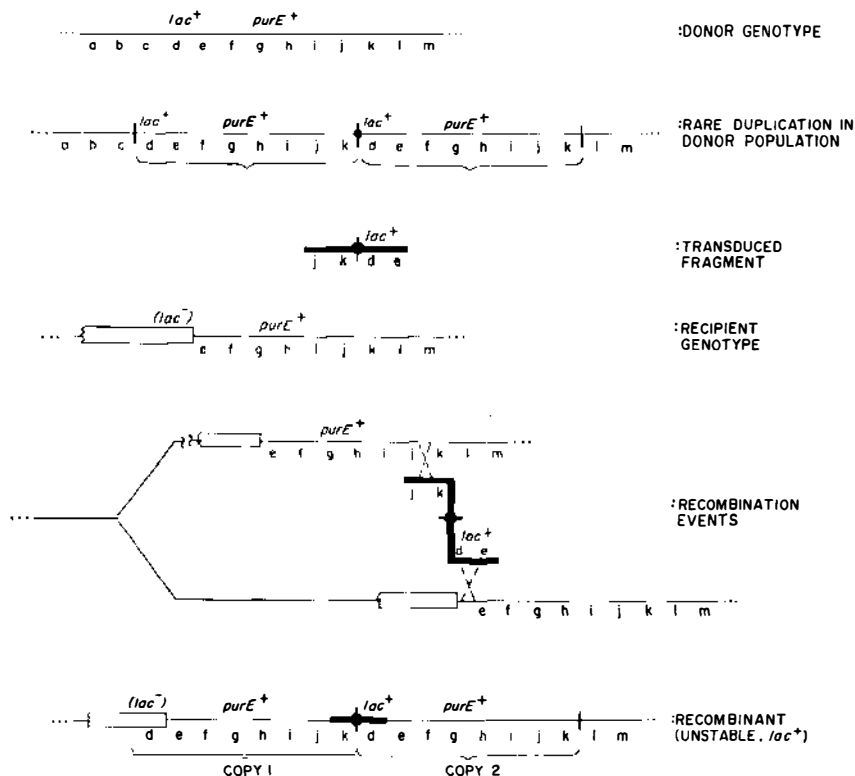 lac+ purE+
... a b c d e f g h i j k l m ...
:DONOR GENOTYPE
lac+ purE+ lac+ purE+
... a b c d e f g h i j k d e f g h i j k l m ...
:RARE DUPLICATION IN
DONOR POPULATION
lac+
j k d e
:TRANSDUCED
FRAGMENT
(lac-) purE+
... e f g h i j k l m ...
:RECIPIENT
GENOTYPE
purE+
e f g h i j k l m ...
j k
...
:RECOMBINATION
EVENTS
lac+
d e
e f g h i j k l m ...
(lac-) purE+ lac+ purE+
... d e f g h i j k d e f g h i j k l m ...
:RECOMBINANT
(UNSTABLE, lac+)
COPY 1 COPY 2